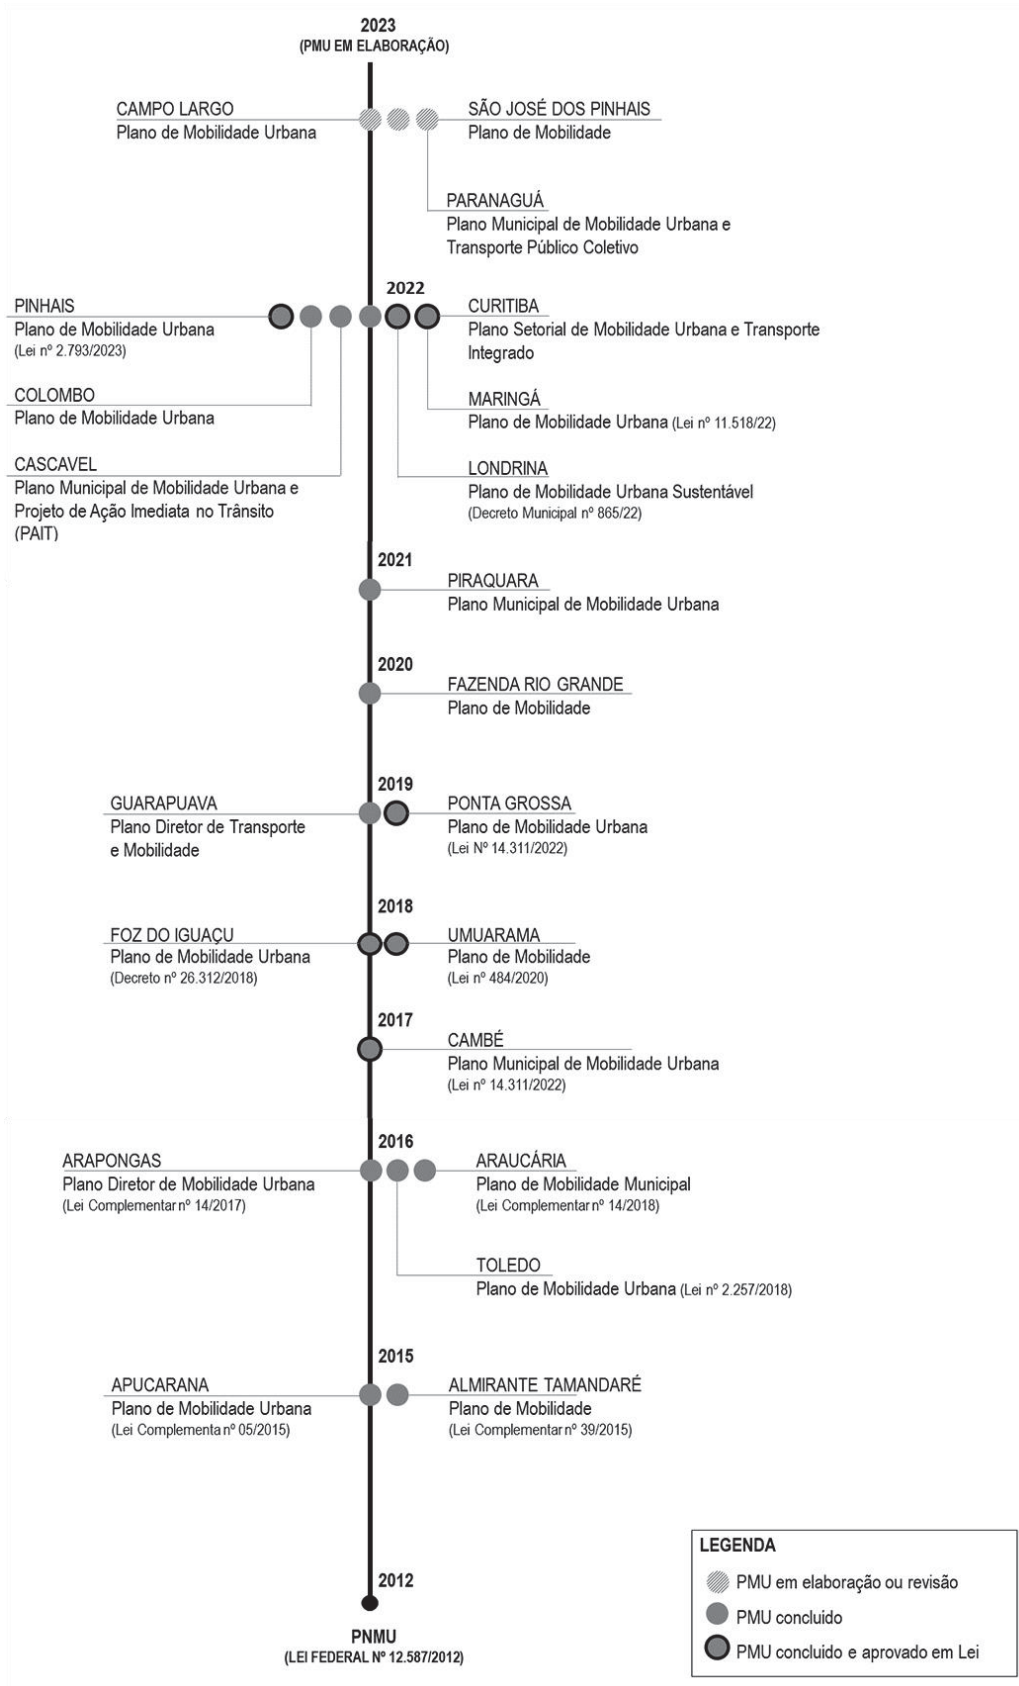 2023
(PMU EM ELABORAÇÃO)
CAMPO LARGO
Plano de Mobilidade Urbana
SÃO JOSÉ DOS PINHAIS
Plano de Mobilidade
PARANAGUÁ
Plano Municipal de Mobilidade Urbana e
Transporte Público Coletivo
2022
PINHAIS
Plano de Mobilidade Urbana
(Lei nº 2.793/2023)
COLOMBO
Plano de Mobilidade Urbana
CASCAVEL
Plano Municipal de Mobilidade Urbana e
Projeto de Ação Imediata no Trânsito
(PAIT)
CURITIBA
Plano Setorial de Mobilidade Urbana e Transporte
Integrado
MARINGÁ
Plano de Mobilidade Urbana (Lei nº 11.518/22)
LONDRINA
Plano de Mobilidade Urbana Sustentável
(Decreto Municipal nº 865/22)
2021
PIRAQUARA
Plano Municipal de Mobilidade Urbana
2020
FAZENDA RIO GRANDE
Plano de Mobilidade
2019
GUARAPUAVA
Plano Diretor de Transporte
e Mobilidade
PONTA GROSSA
Plano de Mobilidade Urbana
(Lei Nº 14.311/2022)
2018
FOZ DO IGUAÇU
Plano de Mobilidade Urbana
(Decreto nº 26.312/2018)
UMUARAMA
Plano de Mobilidade
(Lei nº 484/2020)
2017
CAMBÉ
Plano Municipal de Mobilidade Urbana
(Lei nº 14.311/2022)
2016
ARAPONGAS
Plano Diretor de Mobilidade Urbana
(Lei Complementar nº 14/2017)
ARAUCÁRIA
Plano de Mobilidade Municipal
(Lei Complementar nº 14/2018)
TOLEDO
Plano de Mobilidade Urbana (Lei nº 2.257/2018)
2015
APUCARANA
Plano de Mobilidade Urbana
(Lei Complementa nº 05/2015)
ALMIRANTE TAMANDARÉ
Plano de Mobilidade
(Lei Complementar nº 39/2015)
2012
PNMU
(LEI FEDERAL Nº 12.587/2012)
LEGENDA
PMU em elaboração ou revisão
PMU concluido
PMU concluido e aprovado em Lei